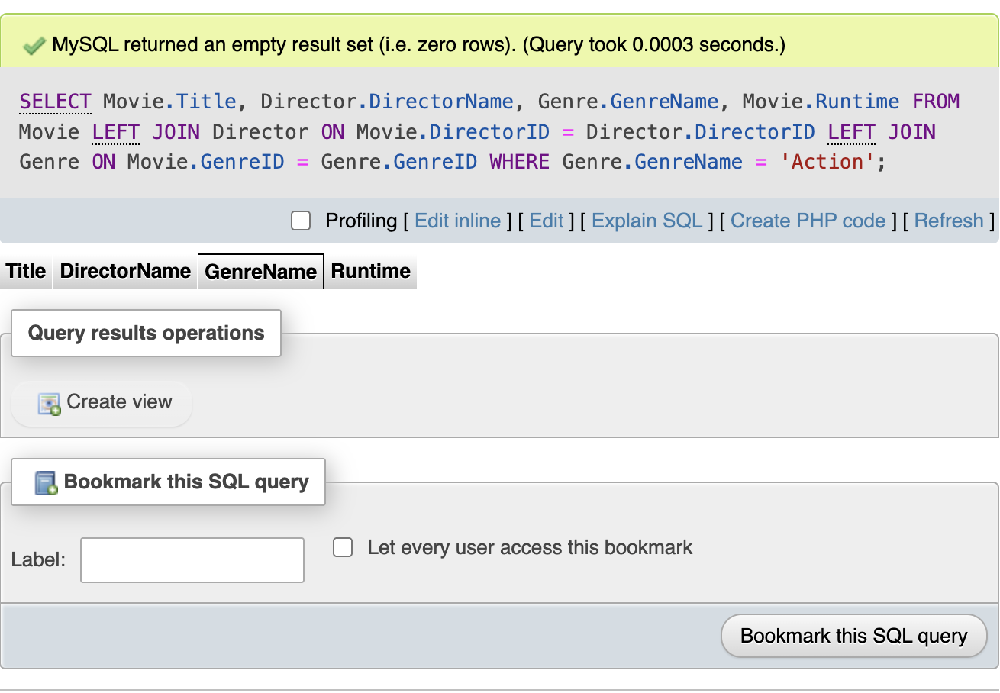 MySQL returned an empty result set (i.e. zero rows). (Query took 0.0003 seconds.)
SELECT Movie.Title, Director.DirectorName, Genre.GenreName, Movie.Runtime FROM
Movie LEFT JOIN Director ON Movie.DirectorID = Director.DirectorID LEFT JOIN
Genre ON Movie.GenreID = Genre.GenreID WHERE Genre.GenreName = 'Action';
Profiling [ Edit inline ] [ Edit ] [ Explain SQL ] [ Create PHP code ] [ Refresh ]
Title DirectorName GenreName Runtime
Query results operations
Create view
Bookmark this SQL query
Label: Let every user access this bookmark
Bookmark this SQL query